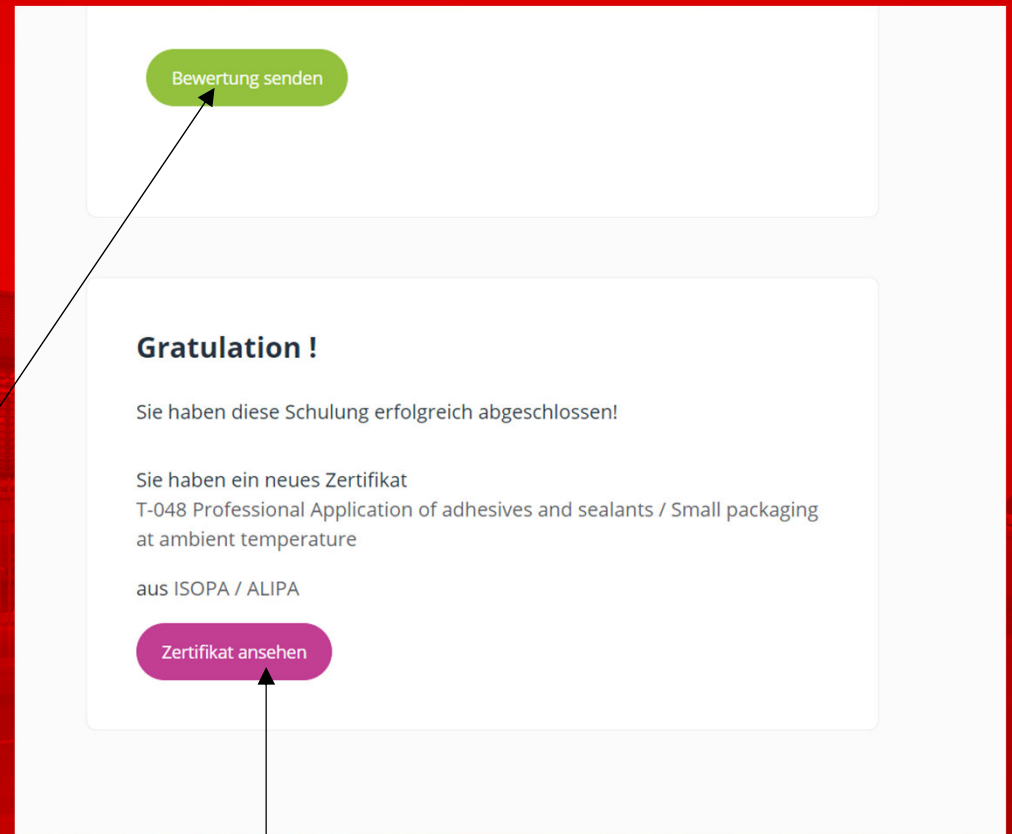 Bewertung senden
Gratulation !
Sie haben diese Schulung erfolgreich abgeschlossen!
Sie haben ein neues Zertifikat
T-048 Professional Application of adhesives and sealants / Small packaging
at ambient temperature
aus ISOPA / ALIPA
Zertifikat ansehen